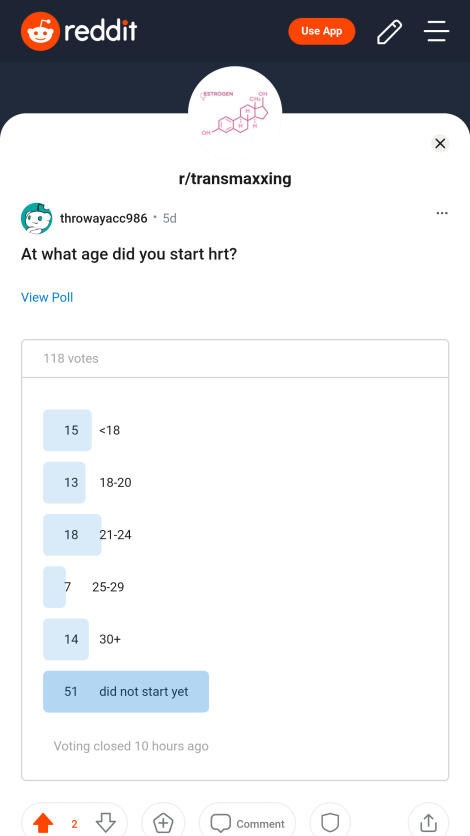 reddit
Use App
ESTROGEN
CH₃
OH
H
H
H
OH
r/transmaxxing
throwayacc986 • 5d
At what age did you start hrt?
View Poll
118 votes
15 <18
13 18-20
18 21-24
7 25-29
14 30+
51 did not start yet
Voting closed 10 hours ago
2
Comment